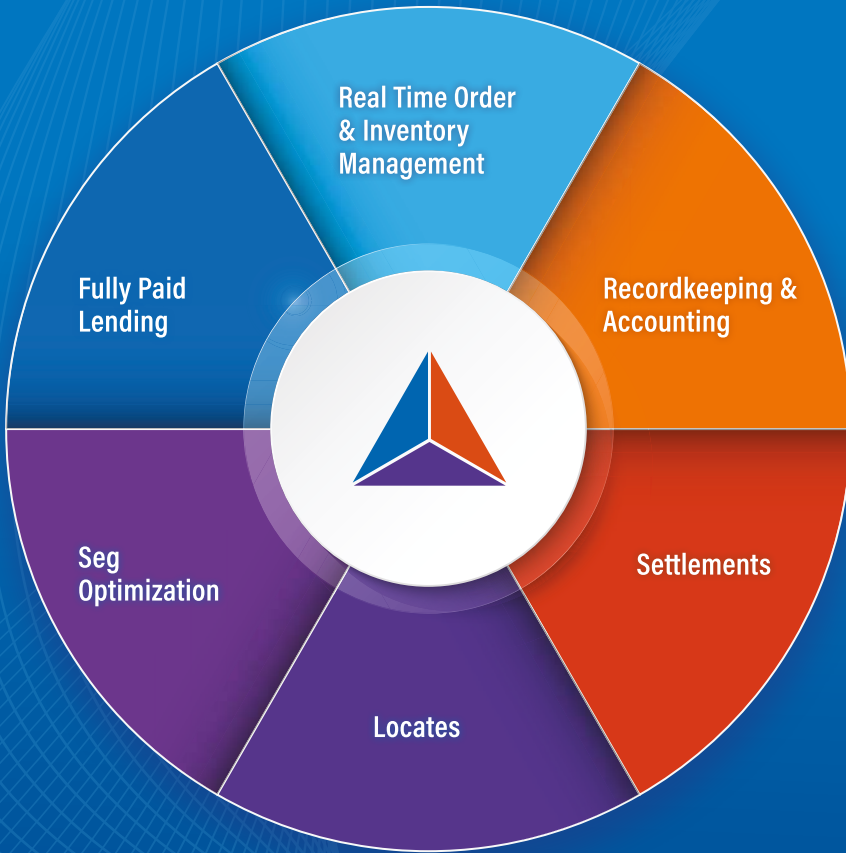 Real Time Order
& Inventory
Management
Fully Paid
Lending
Recordkeeping &
Accounting
Seg
Optimization
Settlements
Locates